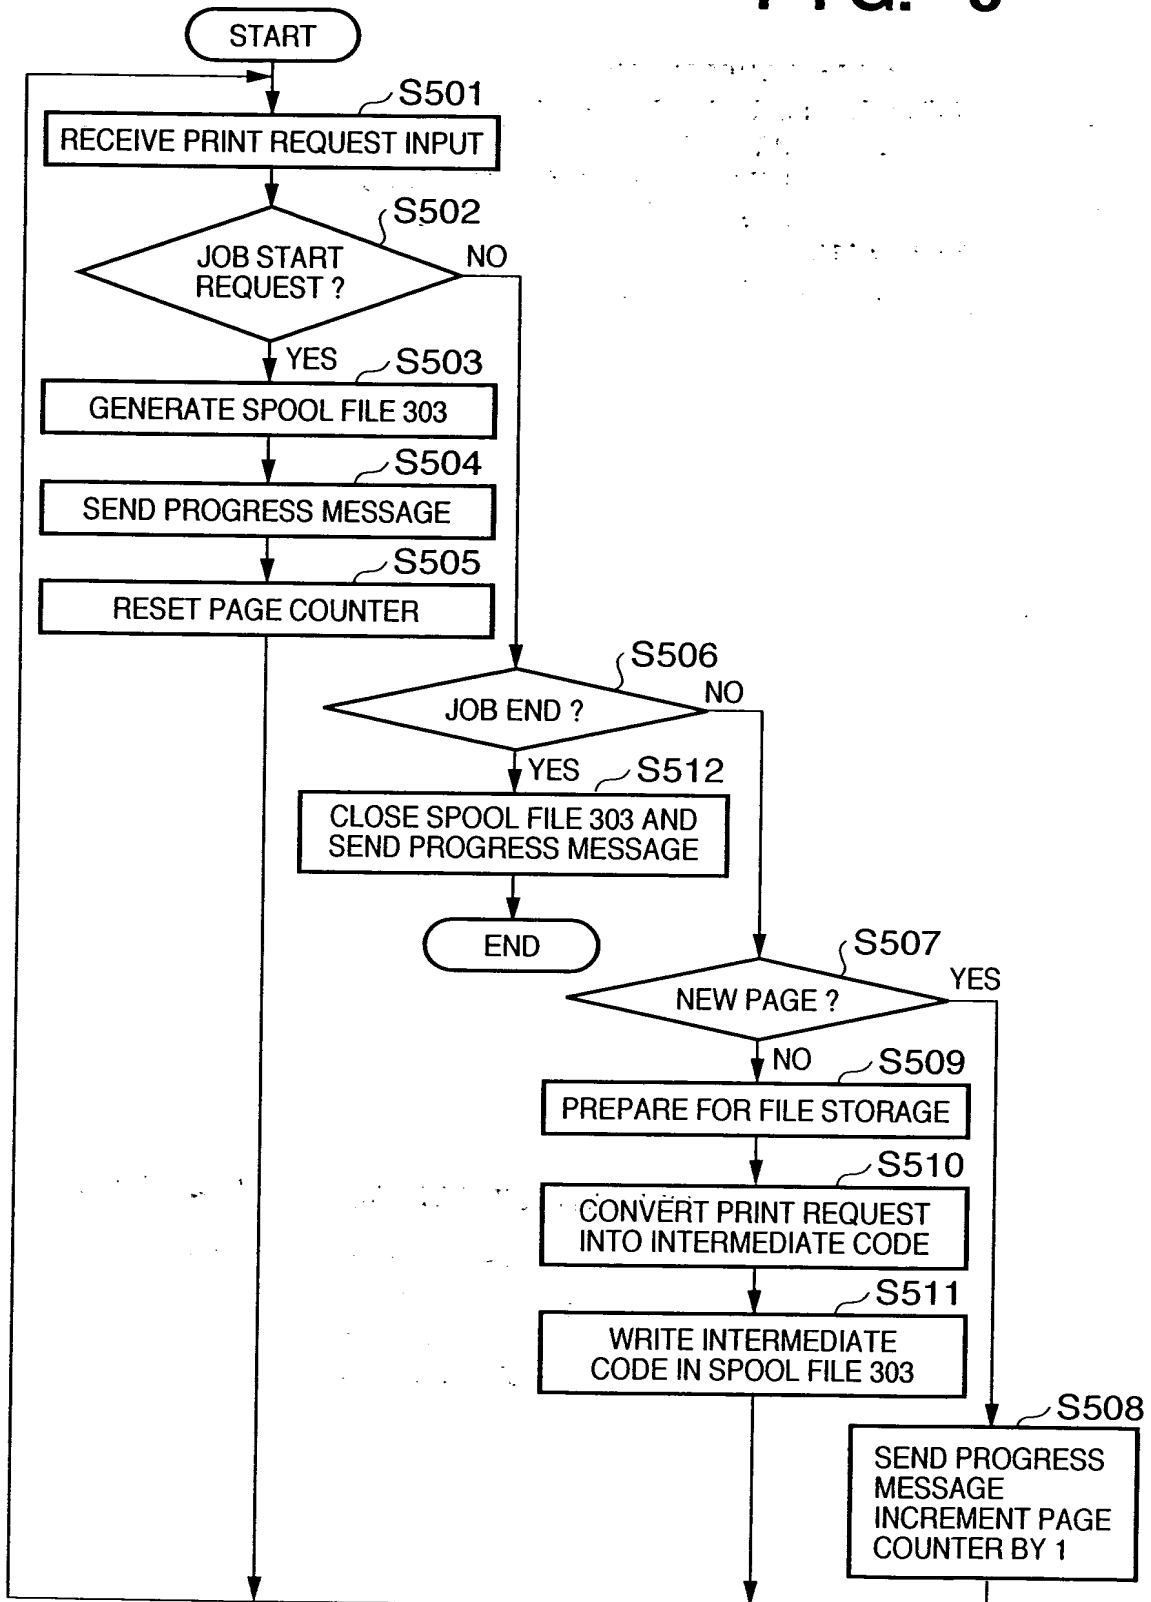 FIG.
START
S501
RECEIVE PRINT REQUEST INPUT
S502
JOB START
REQUEST ?
NO
YES
S503
GENERATE SPOOL FILE 303
S504
SEND PROGRESS MESSAGE
S505
RESET PAGE COUNTER
S506
JOB END ?
NO
YES
S512
CLOSE SPOOL FILE 303 AND
SEND PROGRESS MESSAGE
END
S507
NEW PAGE ?
YES
NO
S509
PREPARE FOR FILE STORAGE
S510
CONVERT PRINT REQUEST
INTO INTERMEDIATE CODE
S511
WRITE INTERMEDIATE
CODE IN SPOOL FILE 303
S508
SEND PROGRESS
MESSAGE
INCREMENT PAGE
COUNTER BY 1